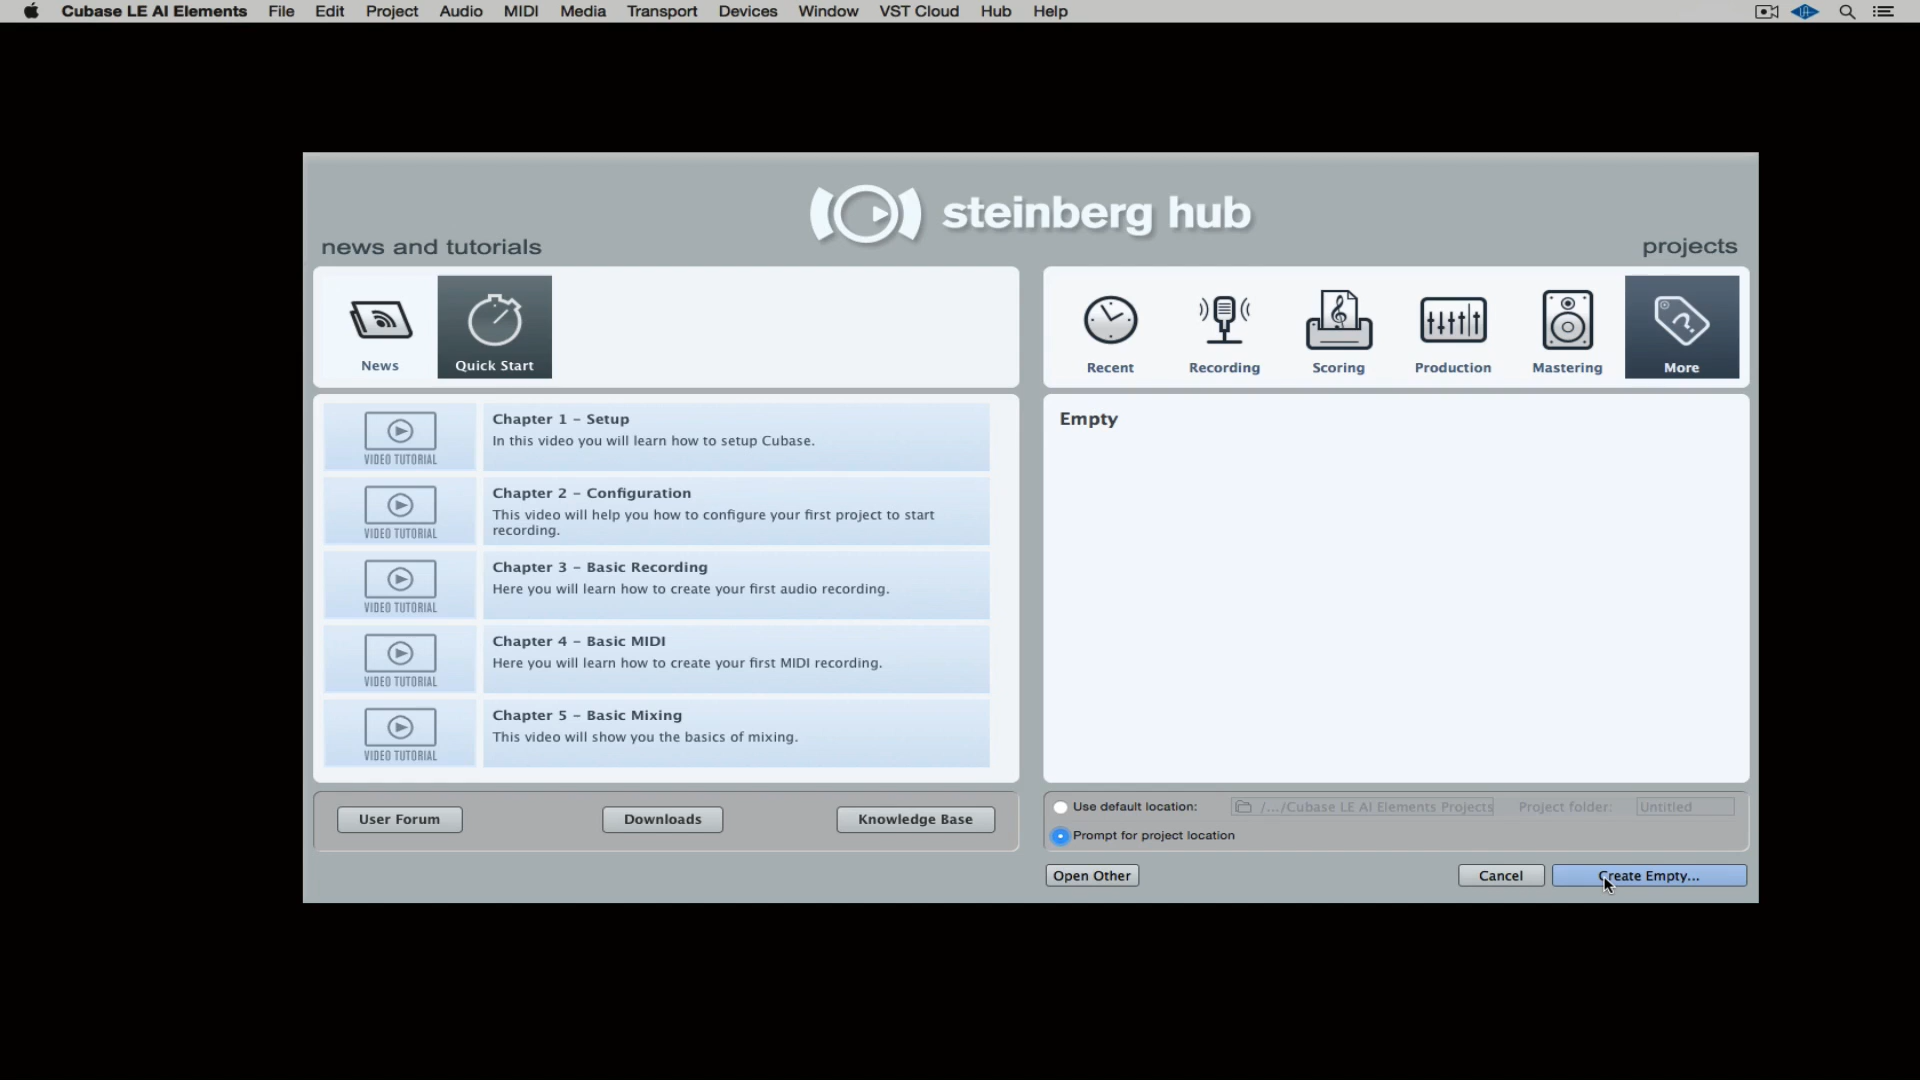 Cubase LE AI Elements File Edit Project Audio MIDI Media Transport Devices Window VST Cloud Hub Help
steinberg hub
news and tutorials
projects
News
Quick Start
Recent
Recording
Scoring
Production
Mastering
More
VIDEO TUTORIAL
Chapter 1 – Setup
In this video you will learn how to setup Cubase.
VIDEO TUTORIAL
Chapter 2 – Configuration
This video will help you how to configure your first project to start
recording.
VIDEO TUTORIAL
Chapter 3 – Basic Recording
Here you will learn how to create your first audio recording.
VIDEO TUTORIAL
Chapter 4 – Basic MIDI
Here you will learn how to create your first MIDI recording.
VIDEO TUTORIAL
Chapter 5 – Basic Mixing
This video will show you the basics of mixing.
User Forum
Downloads
Knowledge Base
Empty
Use default location: /.../Cubase LE AI Elements Projects Project folder: Untitled
Prompt for project location
Open Other
Cancel
Create Empty...